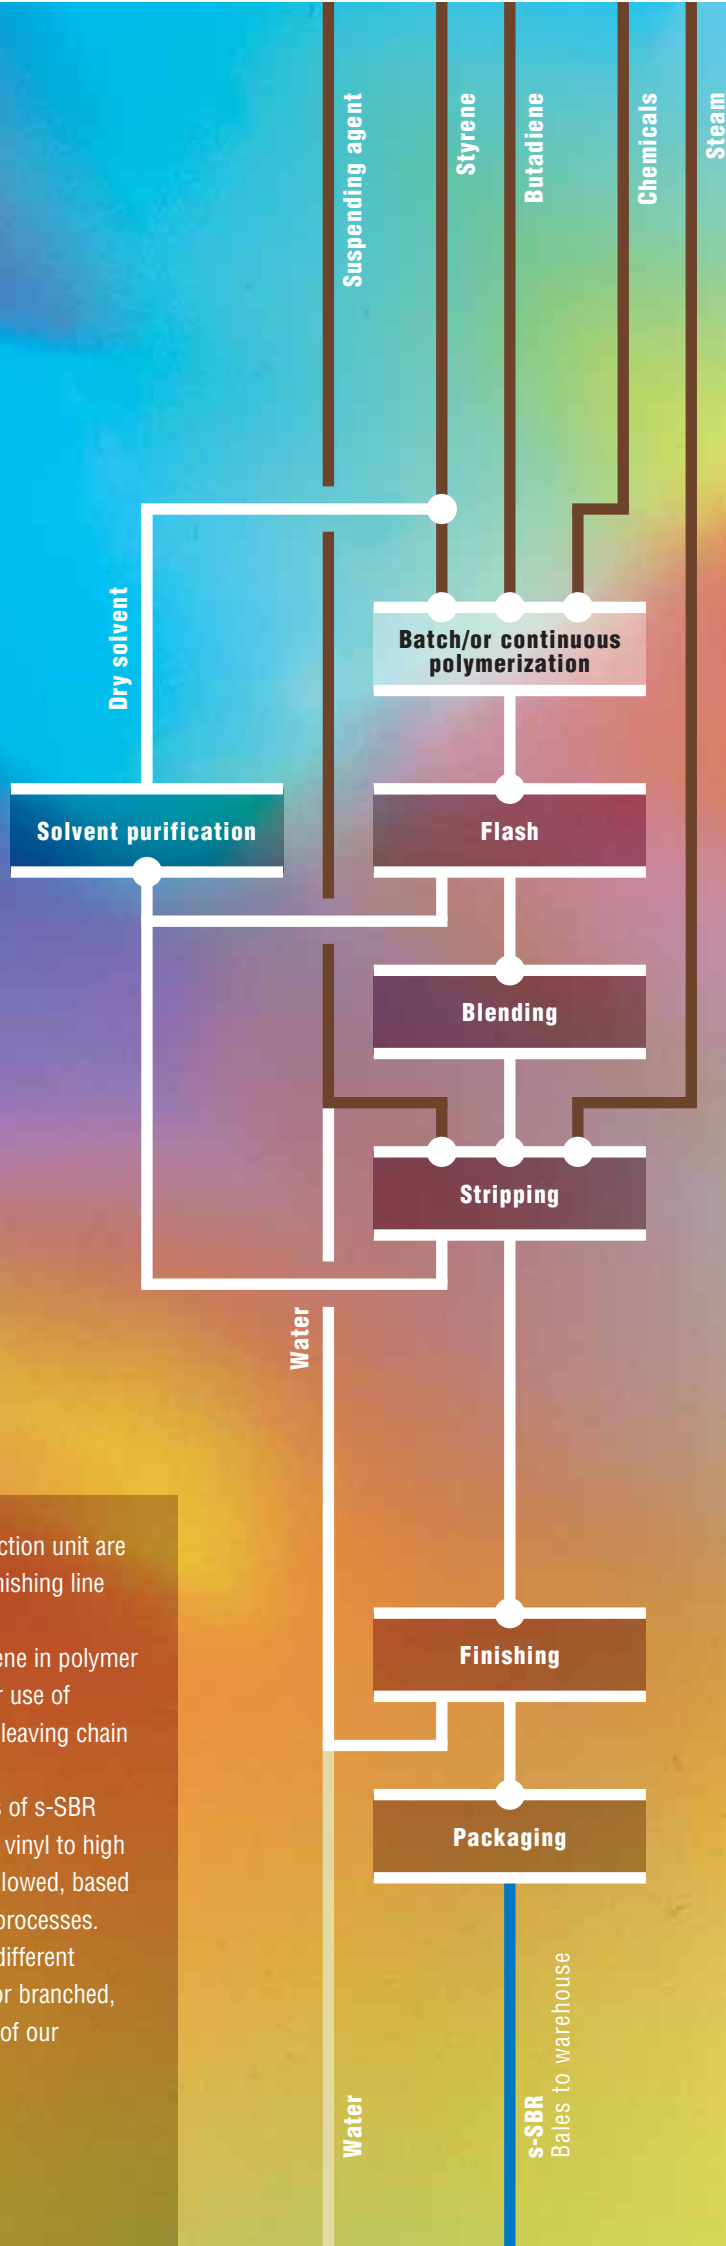 Suspending agent
Styrene
Butadiene
Chemicals
Steam
Dry solvent
Batch/or continuous
polymerization
Solvent purification
Flash
Blending
Stripping
Water
Finishing
Packaging
ction unit are
nishing line
ene in polymer
r use of
leaving chain
s of s-SBR
vinyl to high
lowed, based
processes.
different
or branched,
of our
Water
s-SBR
Bales to warehouse